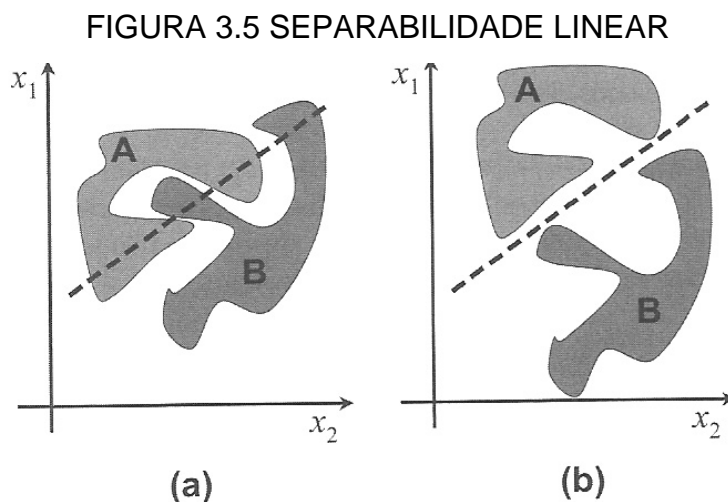 FIGURA 3.5 SEPARABILIDADE LINEAR
x₁
A
B
x₂
(a)
x₁
A
B
x₂
(b)